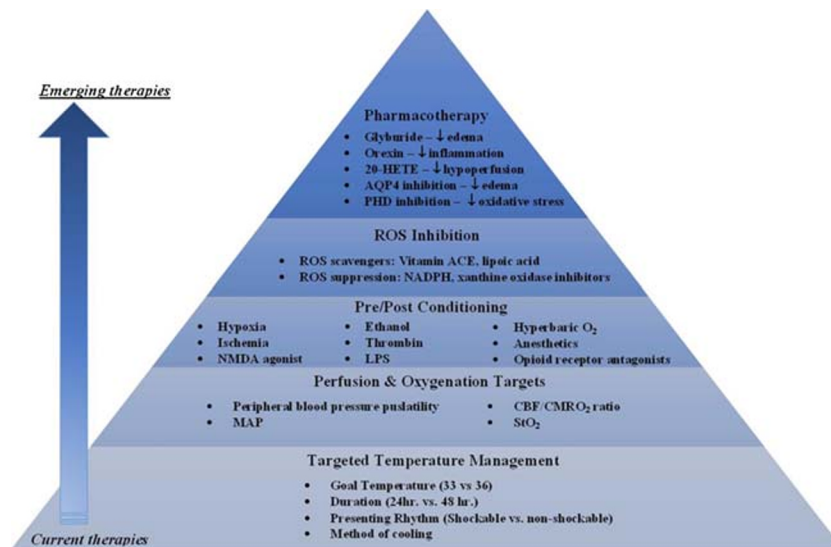 Emerging therapies
Pharmacotherapy
• Glyburide – ↓ edema
• Orexin – ↓ inflammation
• 20-HETE – ↓ hypoperfusion
• AQP4 inhibition – ↓ edema
• PHD inhibition – ↓ oxidative stress
ROS Inhibition
• ROS scavengers: Vitamin ACE, lipoic acid
• ROS suppression: NADPH, xanthine oxidase inhibitors
Pre/Post Conditioning
• Hypoxia • Ethanol • Hyperbaric O₂
• Ischemia • Thrombin • Anesthetics
• NMDA agonist • LPS • Opioid receptor antagonists
Perfusion & Oxygenation Targets
• Peripheral blood pressure puslatility • CBF/CMRO₂ ratio
• MAP • StO₂
Targeted Temperature Management
• Goal Temperature (33 vs 36)
• Duration (24hr. vs. 48 hr.)
• Presenting Rhythm (Shockable vs. non-shockable)
• Method of cooling
Current therapies